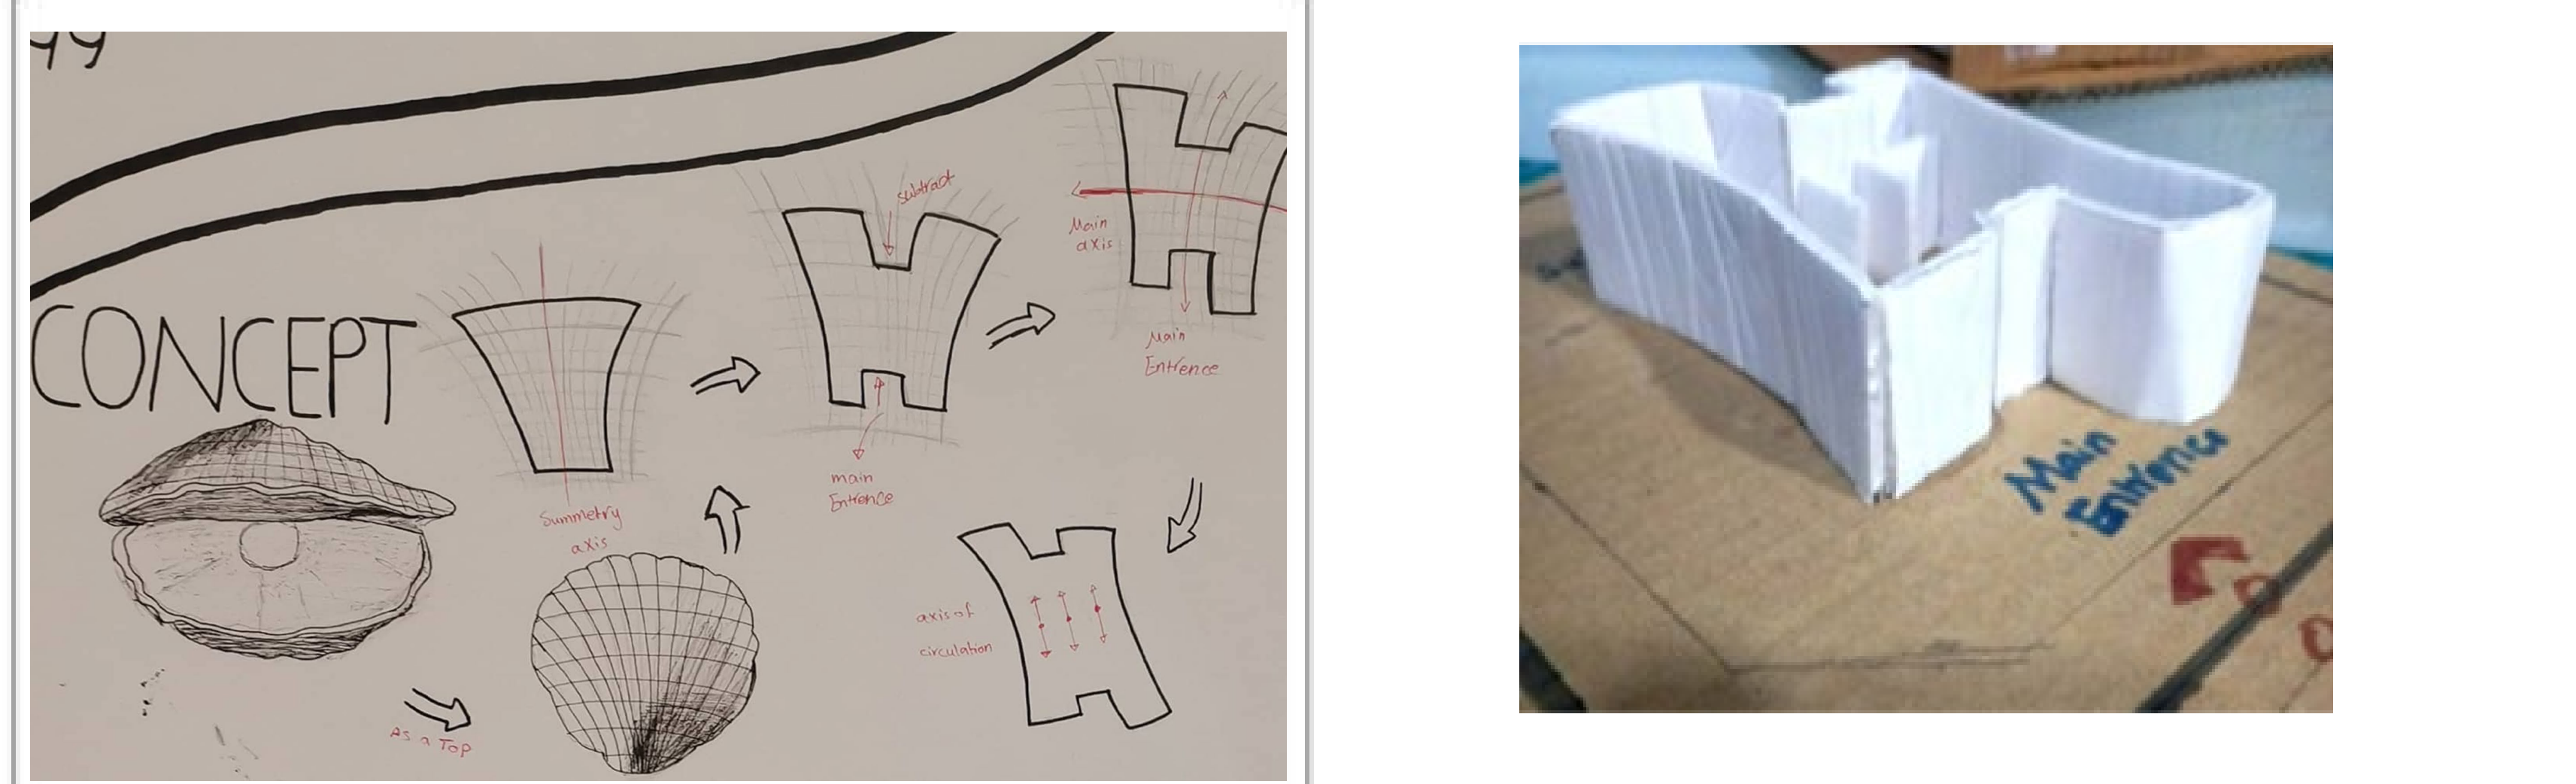 CONCEPT
Summetry
axis
subtract
main
Entrence
Main
axis
Main
Entrence
axis of
circulation
As a Top
Main
Entrence